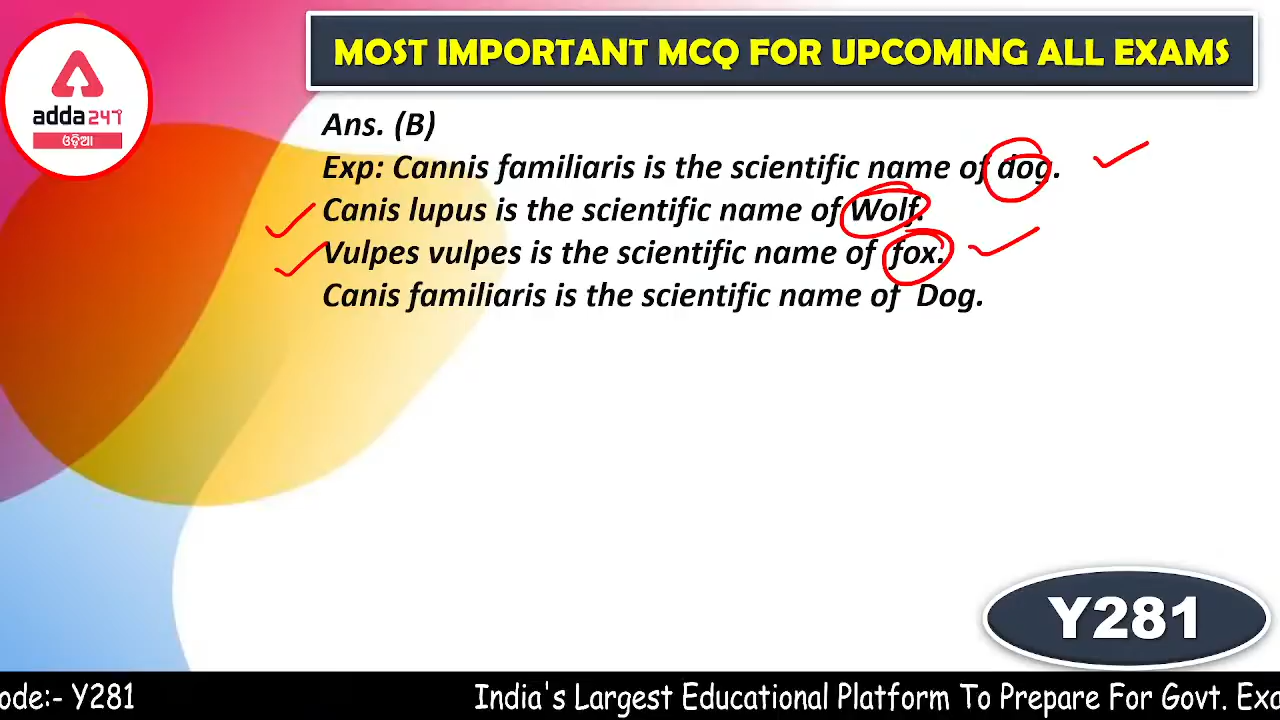 MOST IMPORTANT MCQ FOR UPCOMING ALL EXAMS
adda247
ଓଡ଼ିଆ
Ans. (B)
Exp: Cannis familiaris is the scientific name of dog.
Canis lupus is the scientific name of Wolf.
Vulpes vulpes is the scientific name of fox.
Canis familiaris is the scientific name of Dog.
Y281
ode:- Y281 India's Largest Educational Platform To Prepare For Govt. Exa